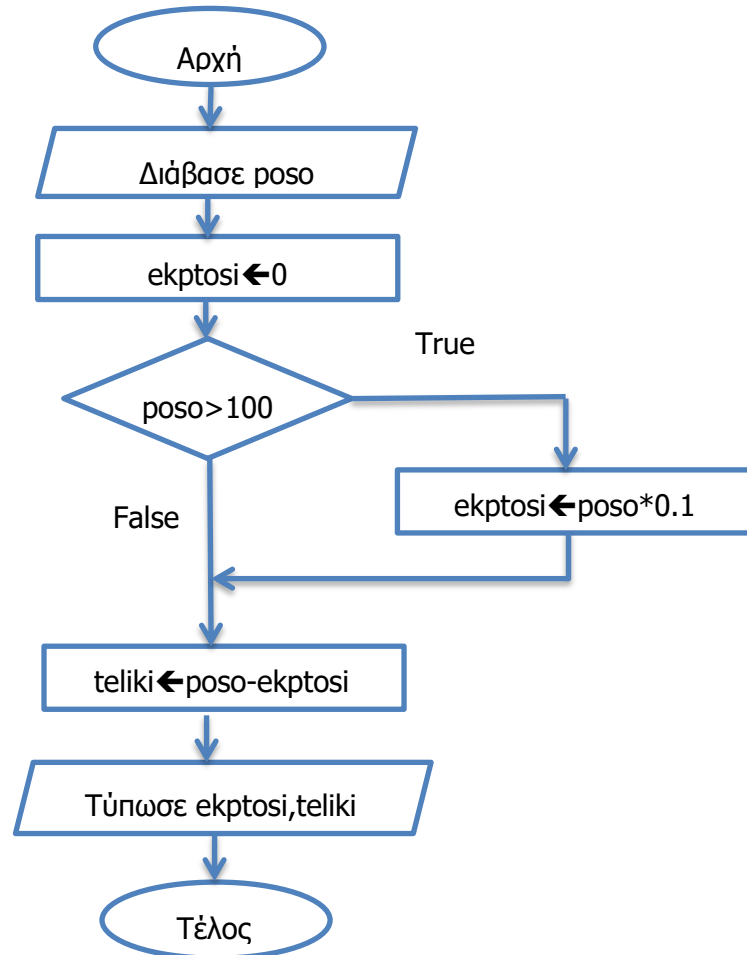 Αρχή
Διάβασε poso
ekptosi🡸0
True
poso>100
False
ekptosi🡸poso*0.1
teliki🡸poso-ekptosi
Τύπωσε ekptosi,teliki
Τέλος